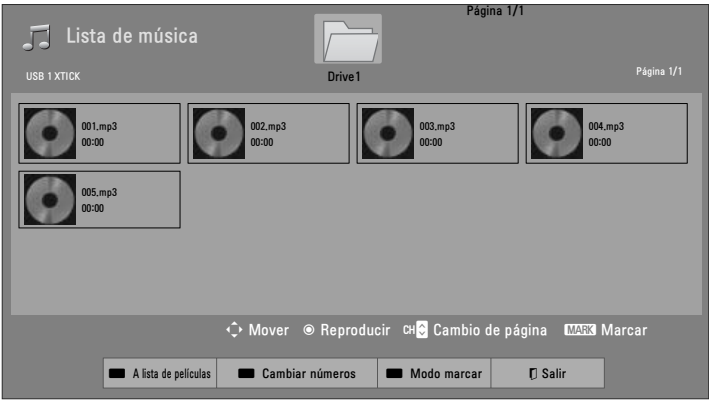 Página 1/1
Lista de música
Drive1
USB 1 XTICK
Página 1/1
001.mp3
00:00
002.mp3
00:00
003.mp3
00:00
004.mp3
00:00
005.mp3
00:00
Mover Reproducir CH Cambio de página MARK Marcar
A lista de películas Cambiar números Modo marcar Salir